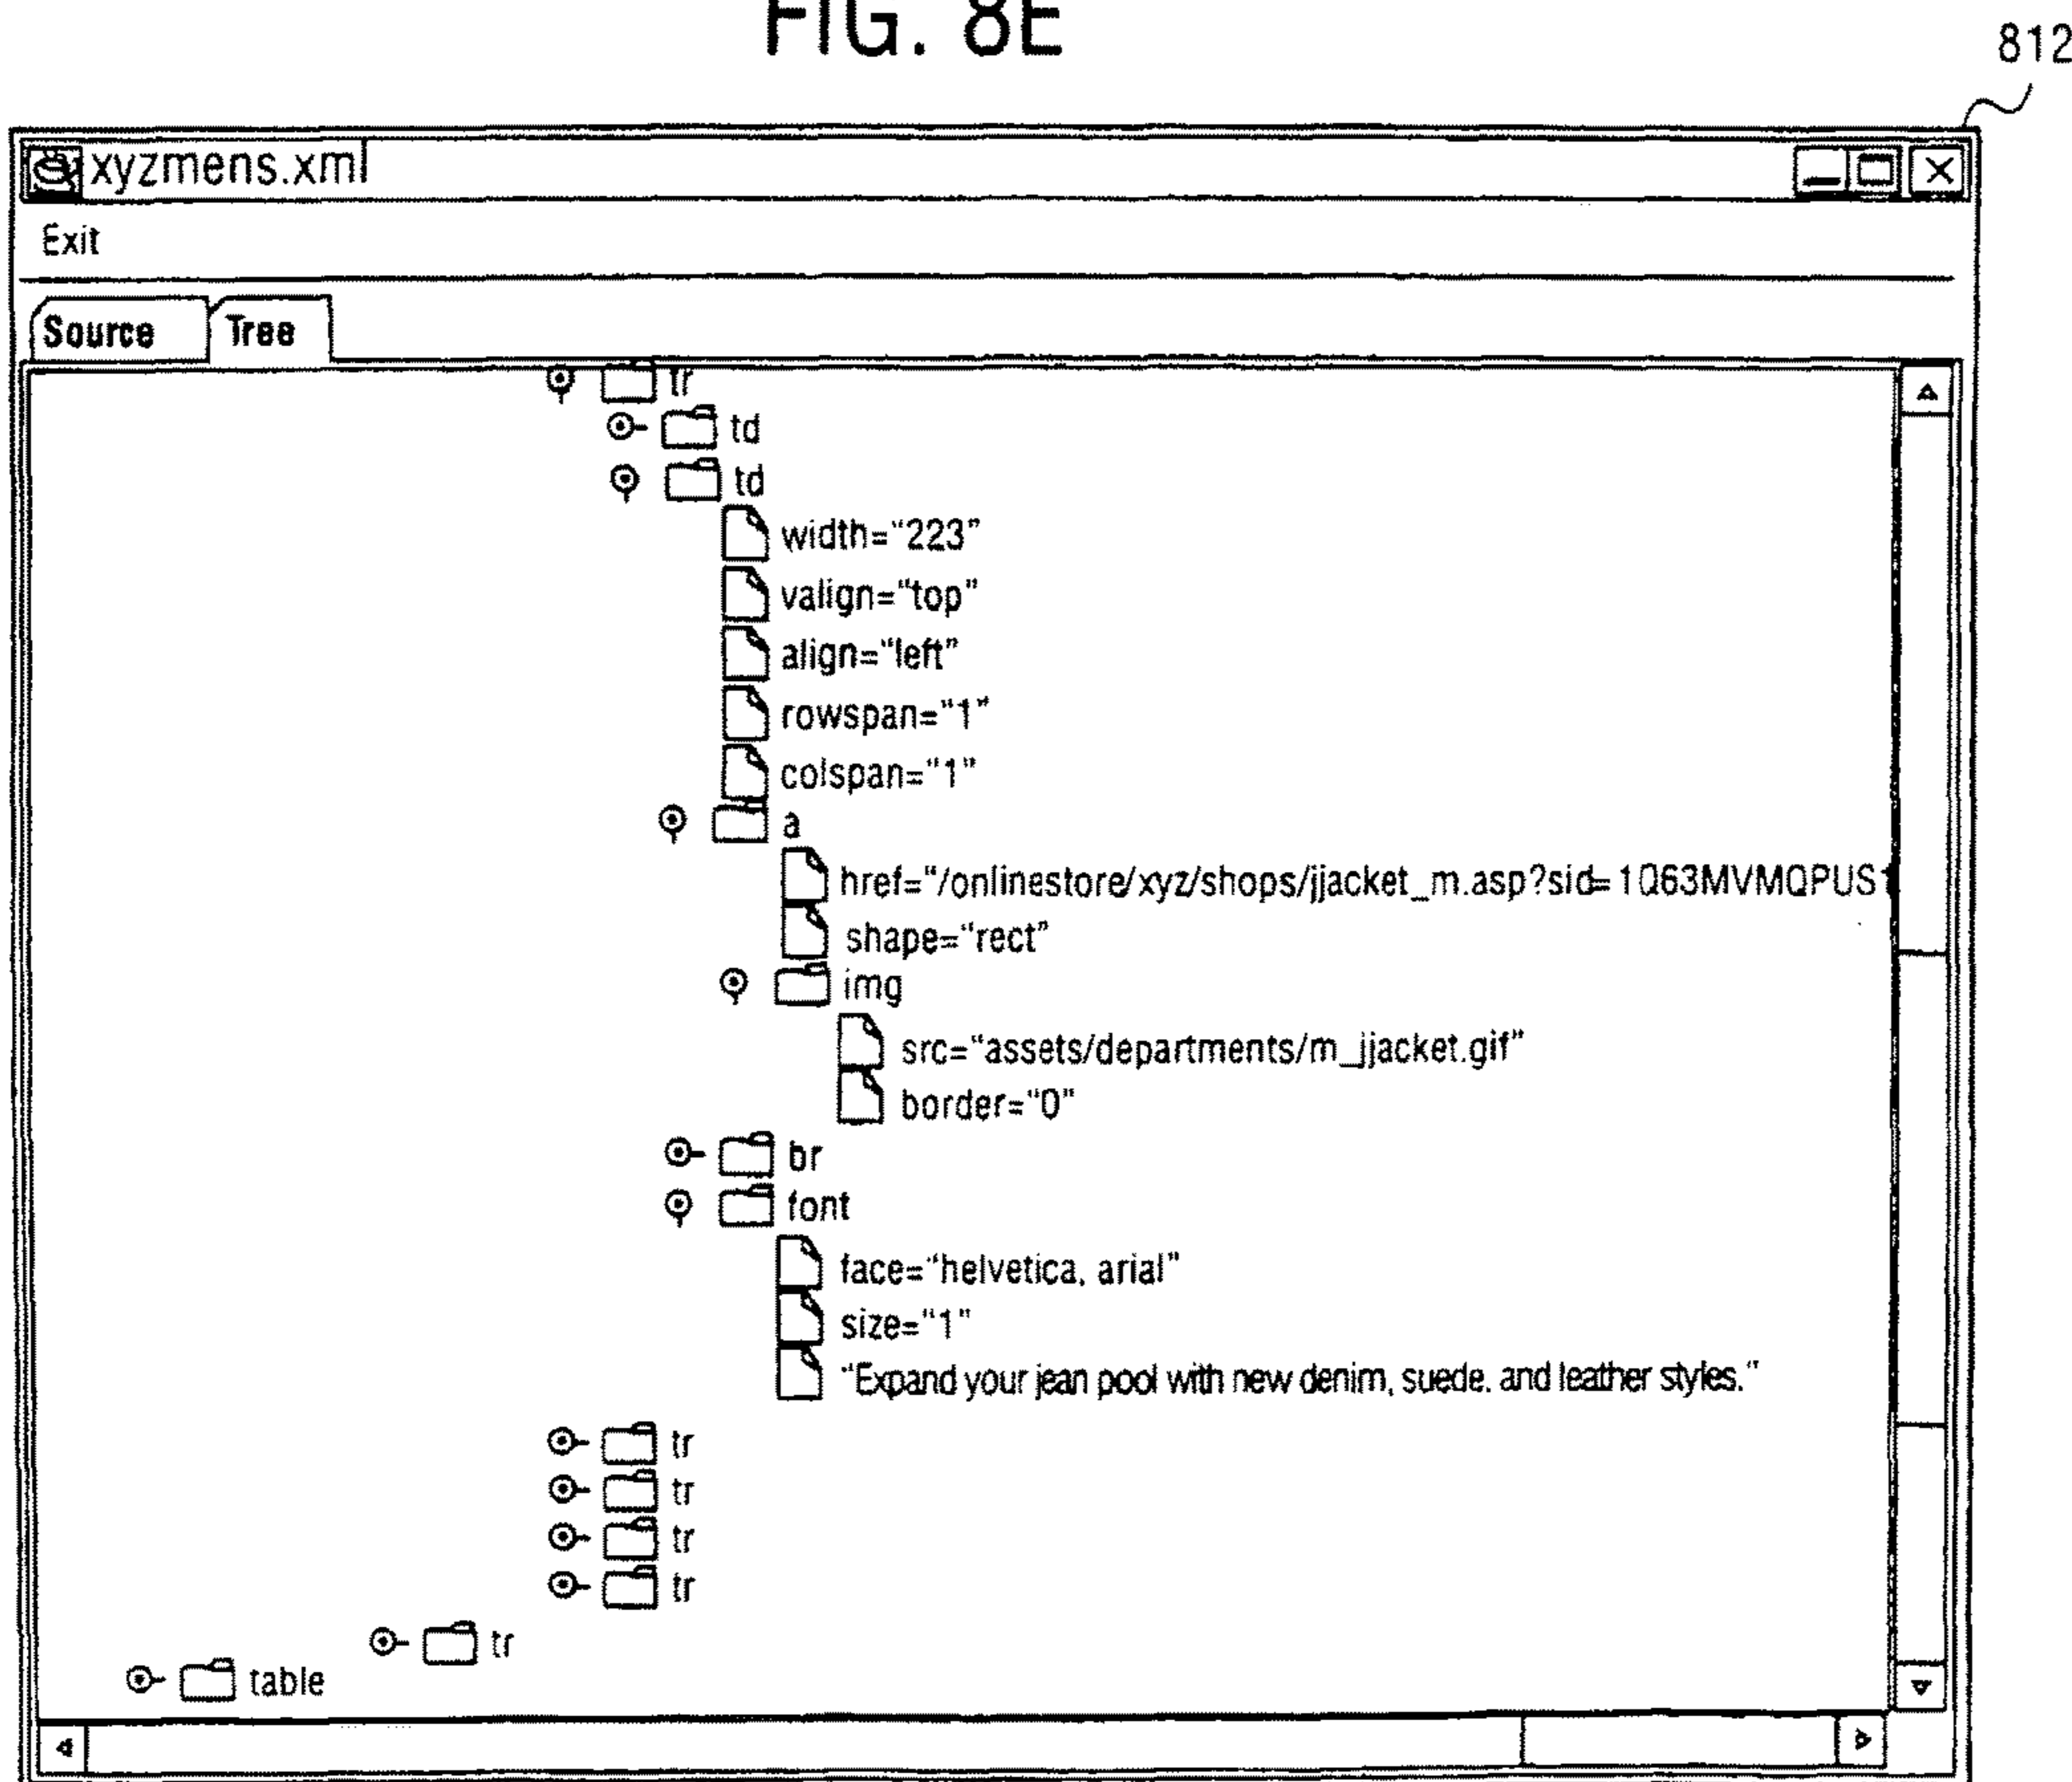 FIG. 8E
812
xyzmens.xml
Exit
Source Tree
tr
td
td
width="223"
valign="top"
align="left"
rowspan="1"
colspan="1"
a
href="/onlinestore/xyz/shops/jjacket_m.asp?sid=1Q63MVMQPUS1
shape="rect"
img
src="assets/departments/m_jjacket.gif"
border="0"
br
font
face="helvetica, arial"
size="1"
"Expand your jean pool with new denim, suede, and leather styles."
tr
tr
tr
tr
tr
table